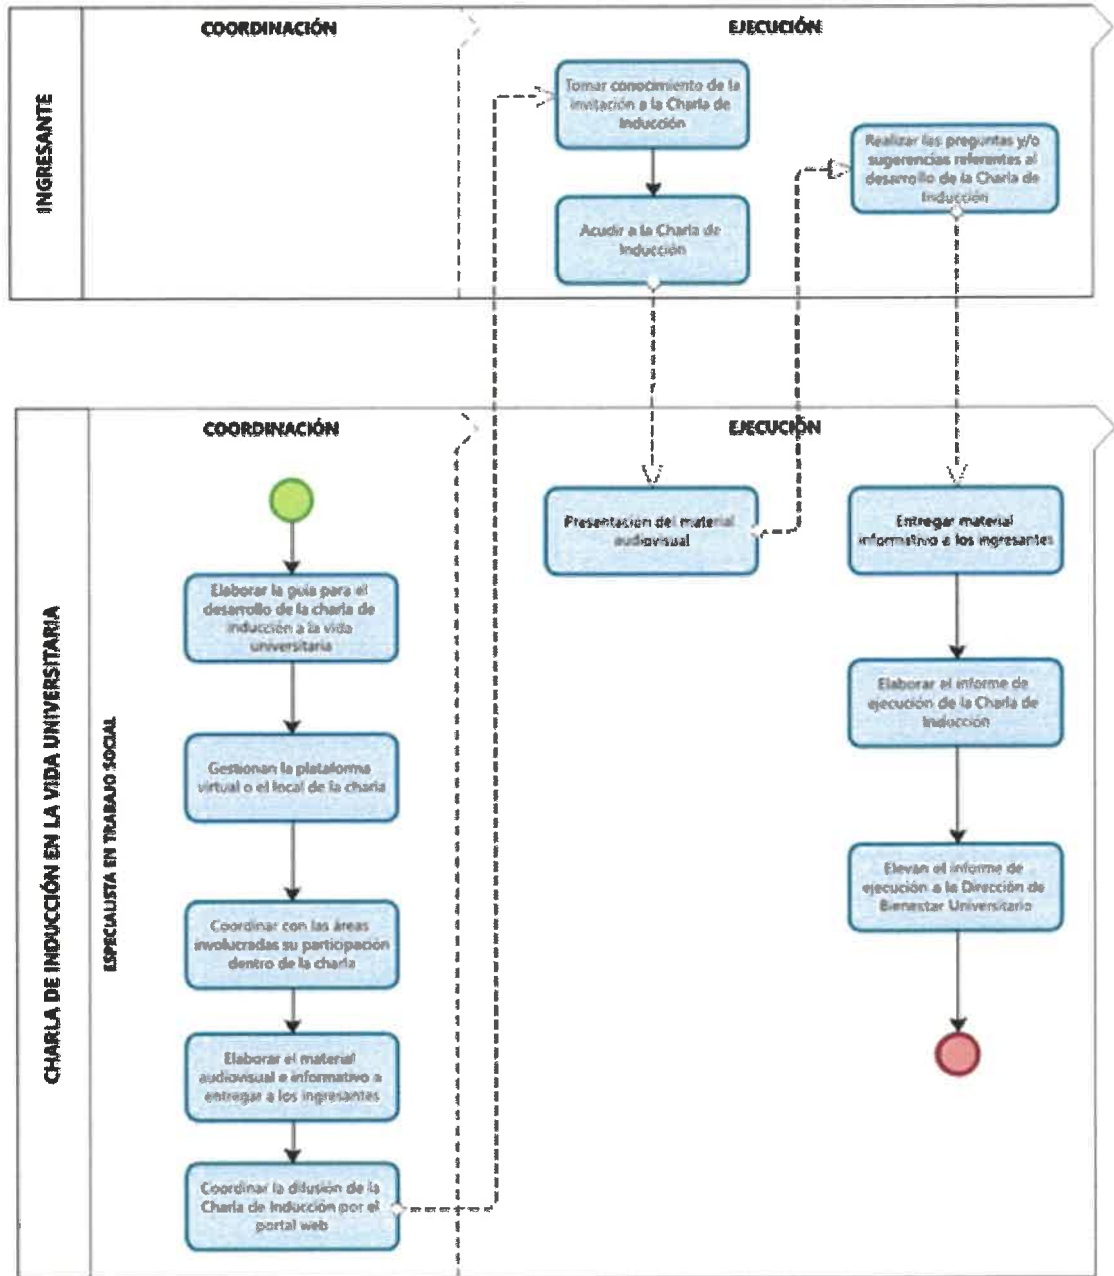 COORDINACIÓN
EJECUCIÓN
INGRESANTE
Tomar conocimiento de la
invitación a la Charla de
Inducción
Realizar las preguntas y/o
sugerencias referentes al
desarrollo de la Charla de
Inducción
Acudir a la Charla de
Inducción
CHARLA DE INDUCCIÓN EN LA VIDA UNIVERSITARIA
ESPECIALISTA EN TRABAJO SOCIAL
COORDINACIÓN
EJECUCIÓN
Elaborar la guía para el
desarrollo de la charla de
inducción a la vida
universitaria
Gestionan la plataforma
virtual o el local de la charla
Coordinar con las áreas
involucradas su participación
dentro de la charla
Elaborar el material
audiovisual e informativo a
entregar a los ingresantes
Coordinar la difusión de la
Charla de Inducción por el
portal web
Presentación del material
audiovisual
Entregar material
informativo a los ingresantes
Elaborar el informe de
ejecución de la Charla de
Inducción
Elevan el informe de
ejecución a la Dirección de
Bienestar Universitario